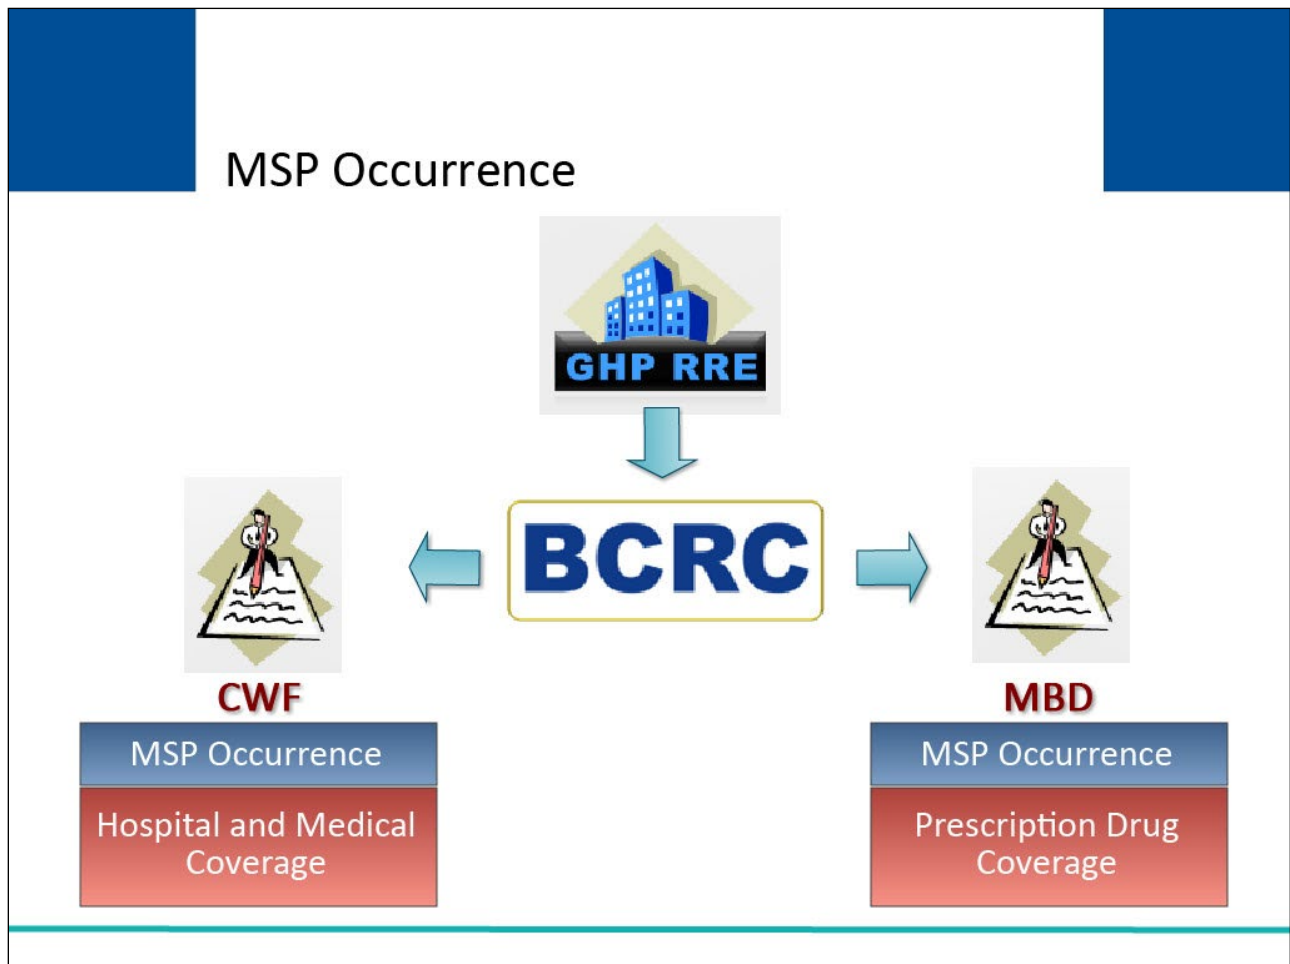 MSP Occurrence
GHP RRE
BCRC
CWF
MSP Occurrence
Hospital and Medical
Coverage
MBD
MSP Occurrence
Prescription Drug
Coverage